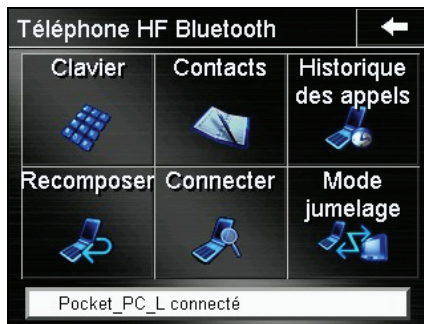 Téléphone HF Bluetooth
Clavier
Contacts
Historique
des appels
Recomposer
Connecter
Mode
jumelage
Pocket_PC_L connecté